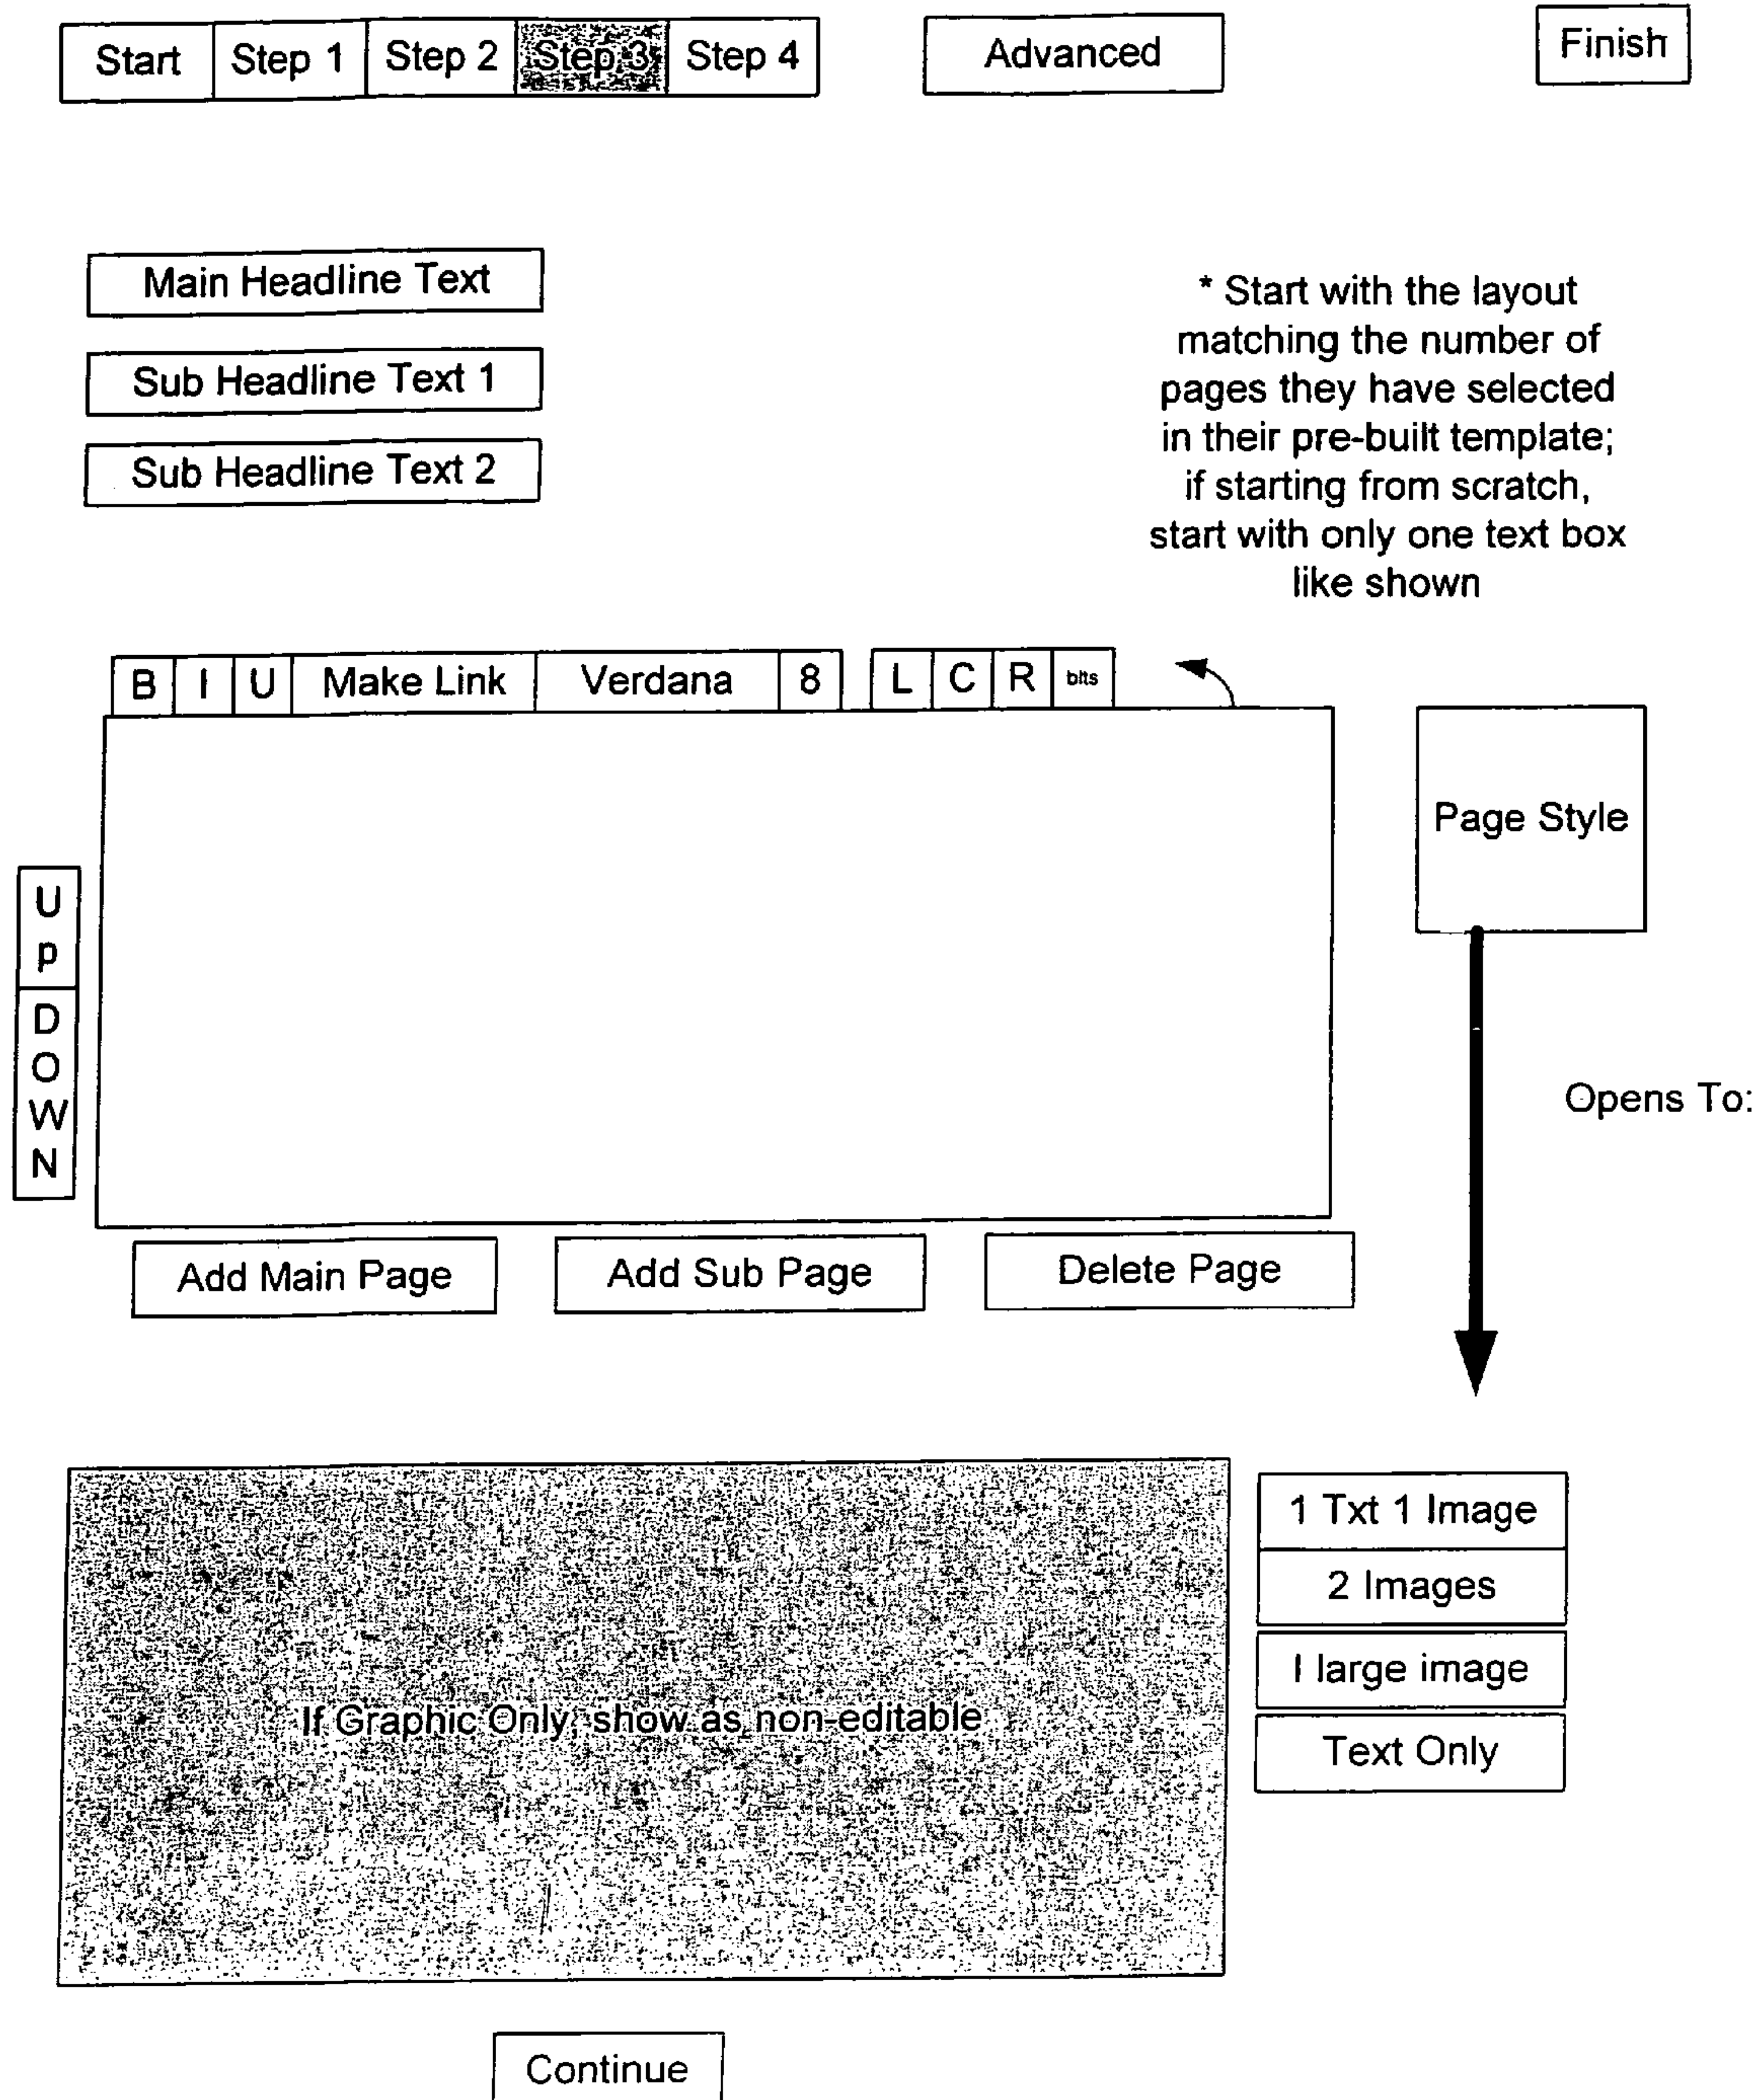 Start Step 1 Step 2 Step 3 Step 4 Advanced Finish
Main Headline Text
Sub Headline Text 1
Sub Headline Text 2
* Start with the layout
matching the number of
pages they have selected
in their pre-built template;
if starting from scratch,
start with only one text box
like shown
B I U Make Link Verdana 8 L C R blts
Page Style
U
p
D
O
W
N
Opens To:
Add Main Page Add Sub Page Delete Page
1 Txt 1 Image
2 Images
I large image
Text Only
If Graphic Only, show as non-editable
Continue